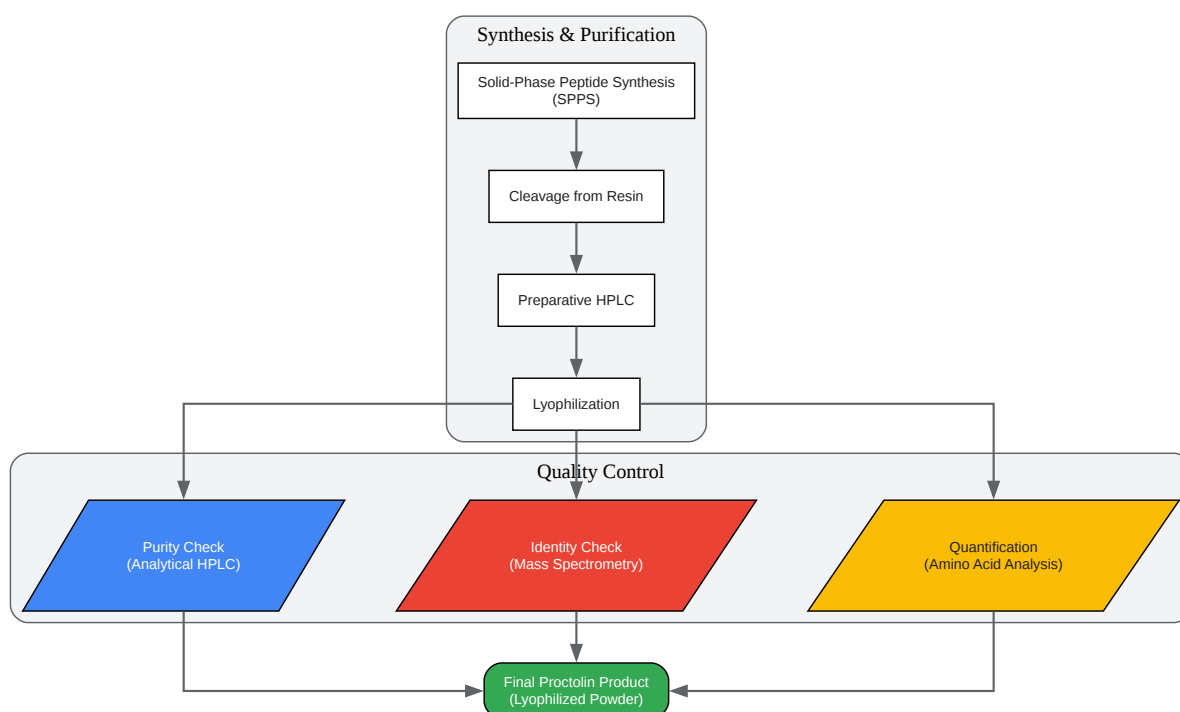 Synthesis & Purification
Solid-Phase Peptide Synthesis
(SPPS)
Cleavage from Resin
Preparative HPLC
Lyophilization
Quality Control
Purity Check
(Analytical HPLC)
Identity Check
(Mass Spectrometry)
Quantification
(Amino Acid Analysis)
Final Proctolin Product
(Lyophilized Powder)